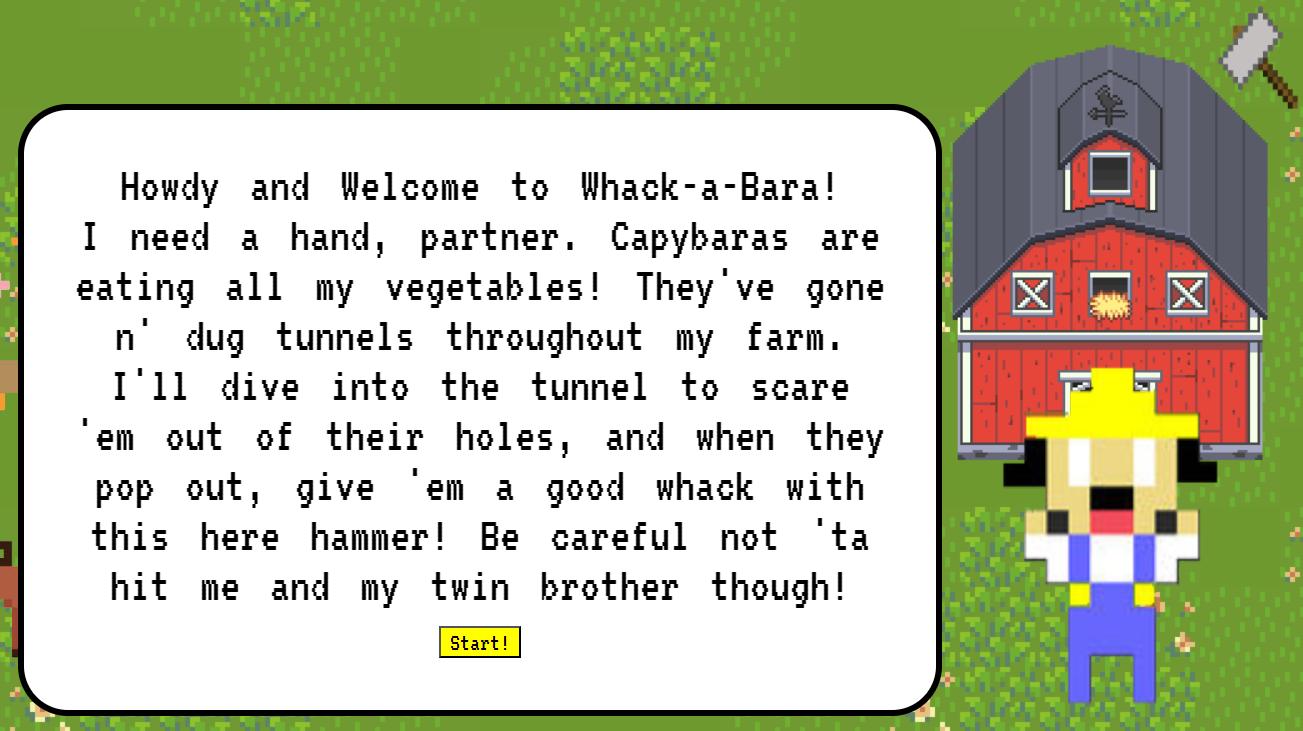 Howdy and Welcome to Whack-a-Bara!
I need a hand, partner. Capybaras are
eating all my vegetables! They've gone
n' dug tunnels throughout my farm.
I'll dive into the tunnel to scare
'em out of their holes, and when they
pop out, give 'em a good whack with
this here hammer! Be careful not 'ta
hit me and my twin brother though!
Start!